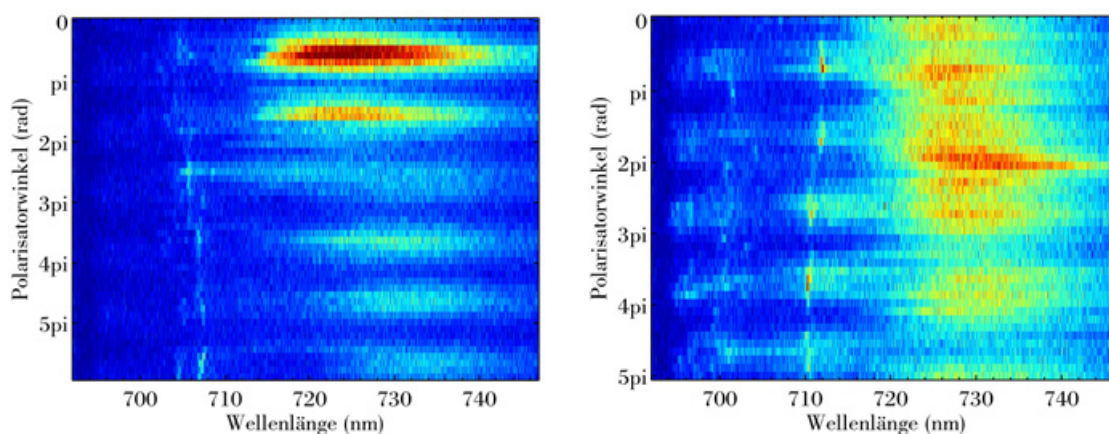 0
pi
2pi
3pi
4pi
5pi
Polarisatorwinkel (rad)
700 710 720 730 740
Wellenlänge (nm)
0
pi
2pi
3pi
4pi
5pi
Polarisatorwinkel (rad)
700 710 720 730 740
Wellenlänge (nm)